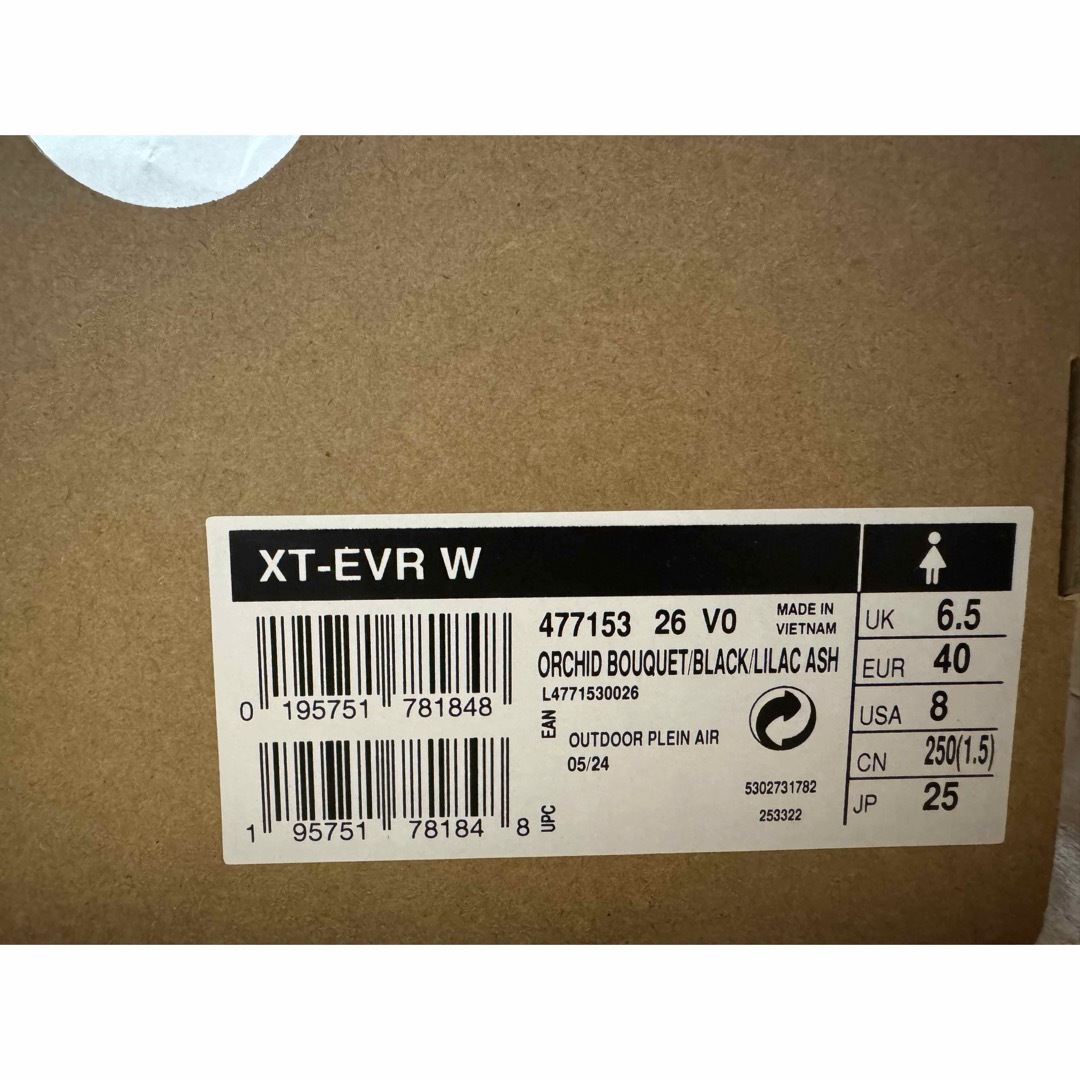 XT-EVR W
477153 26 V0
MADE IN
VIETNAM
ORCHID BOUQUET/BLACK/LILAC ASH
L4771530026
0 195751 781848
EAN
OUTDOOR PLEIN AIR
05/24
5302731782
253322
1 95751 78184 8
UPC
UK 6.5
EUR 40
USA 8
CN 250(1.5)
JP 25